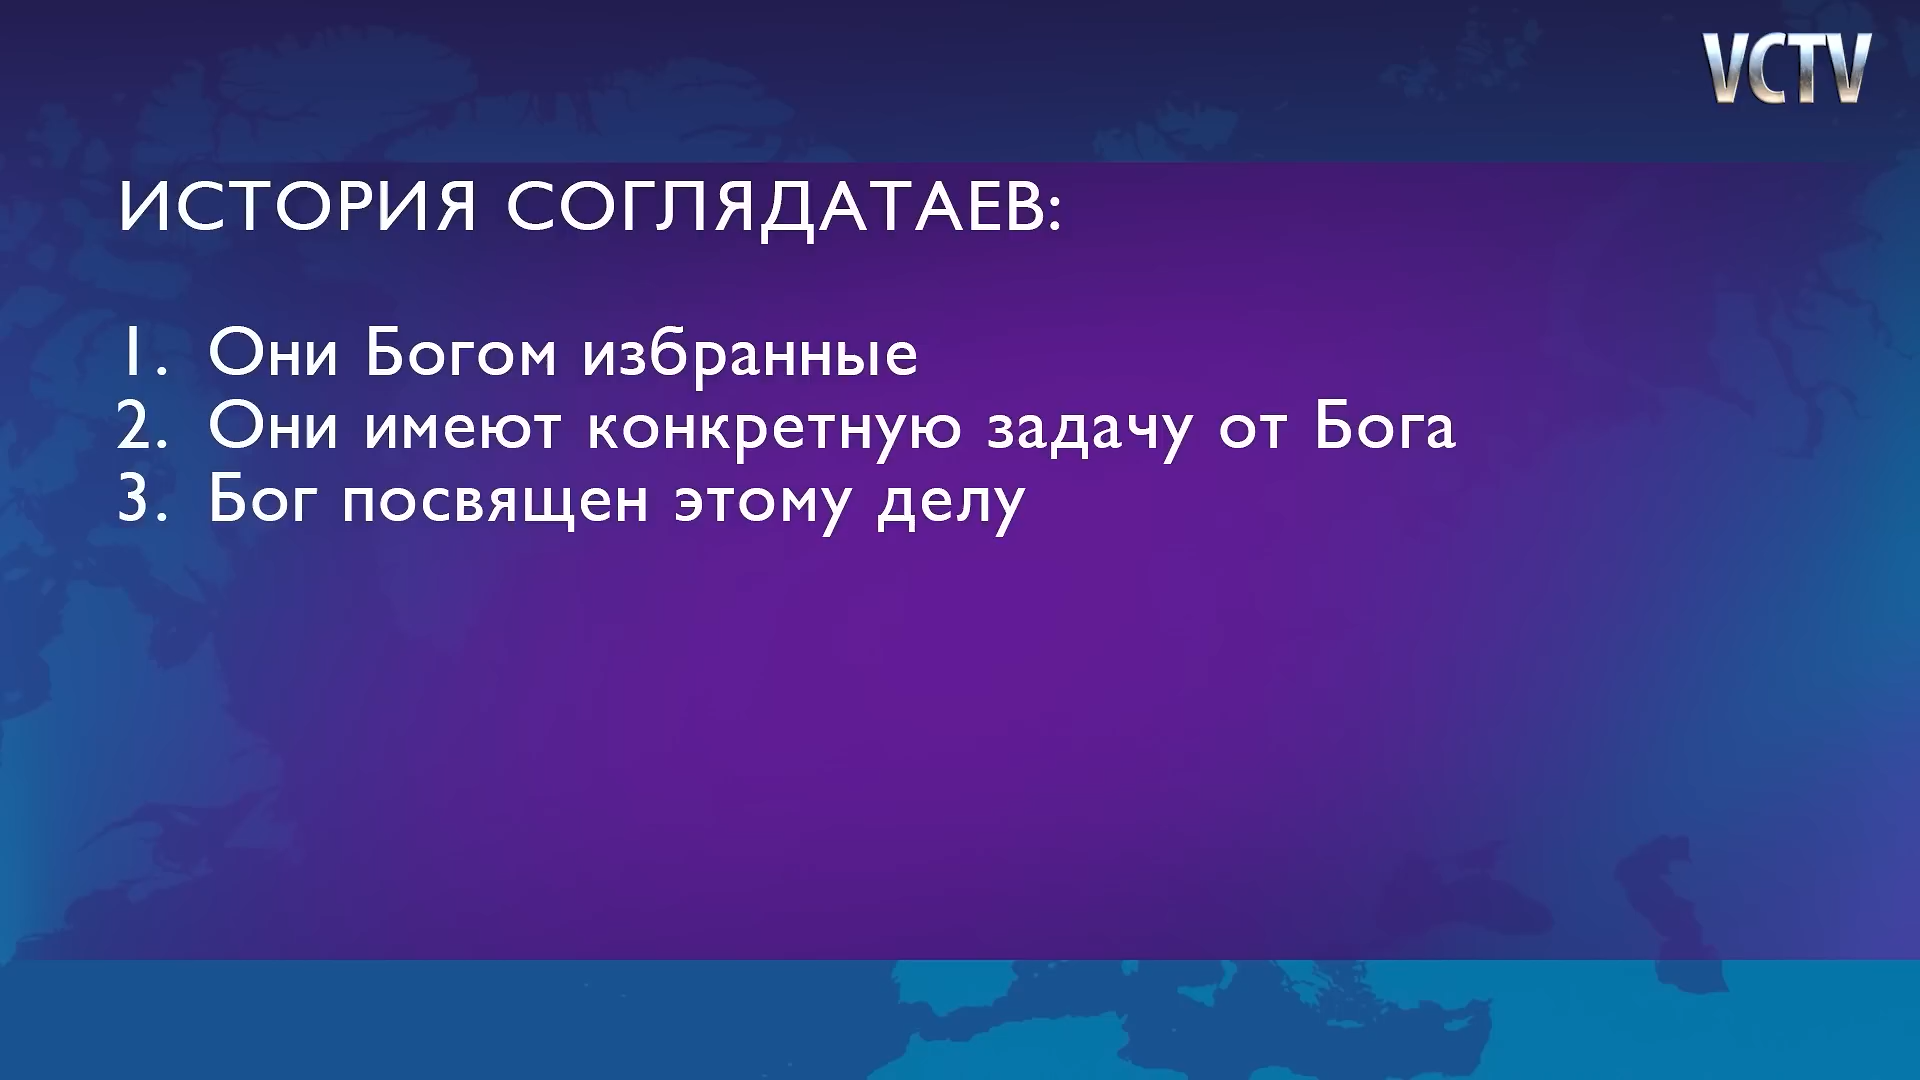 VCTV
ИСТОРИЯ СОГЛЯДАТАЕВ:
1. Они Богом избранные
2. Они имеют конкретную задачу от Бога
3. Бог посвящен этому делу